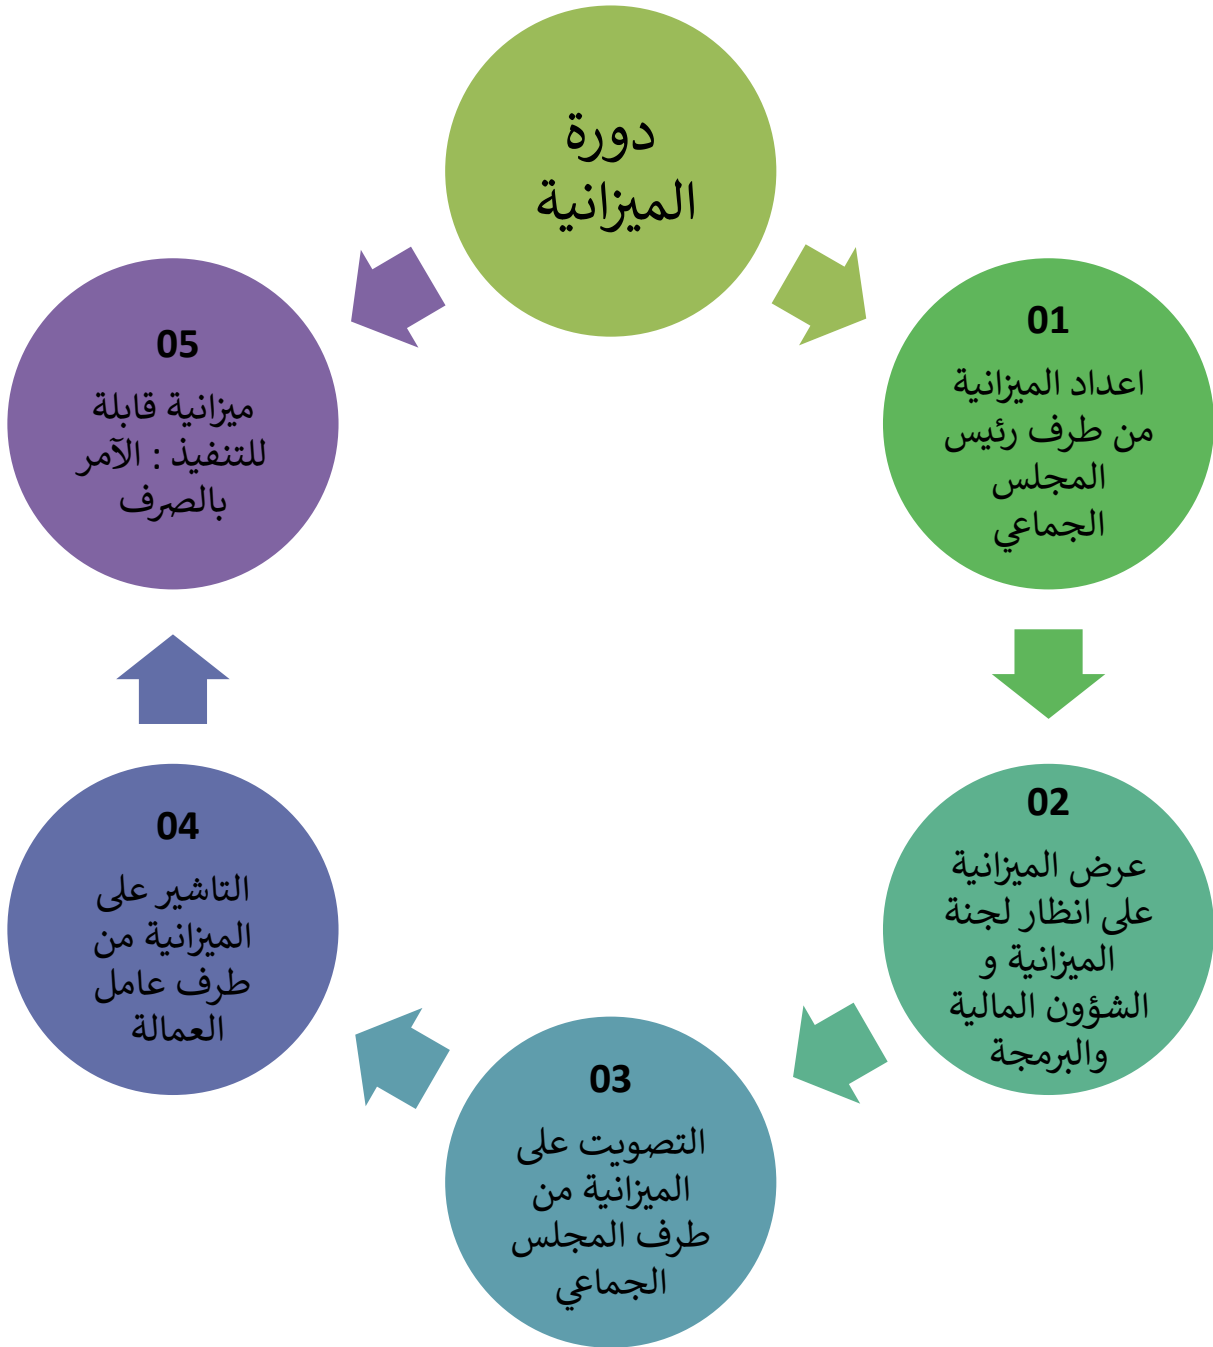 دورة
الميزانية
01
اعداد الميزانية
من طرف رئيس
المجلس
الجماعي
02
عرض الميزانية
على انظار لجنة
الميزانية و
الشؤون المالية
والبرمجة
03
التصويت على
الميزانية من
طرف المجلس
الجماعي
04
التاشير على
الميزانية من
طرف عامل
العمالة
05
ميزانية قابلة
للتنفيذ : الآمر
بالصرف